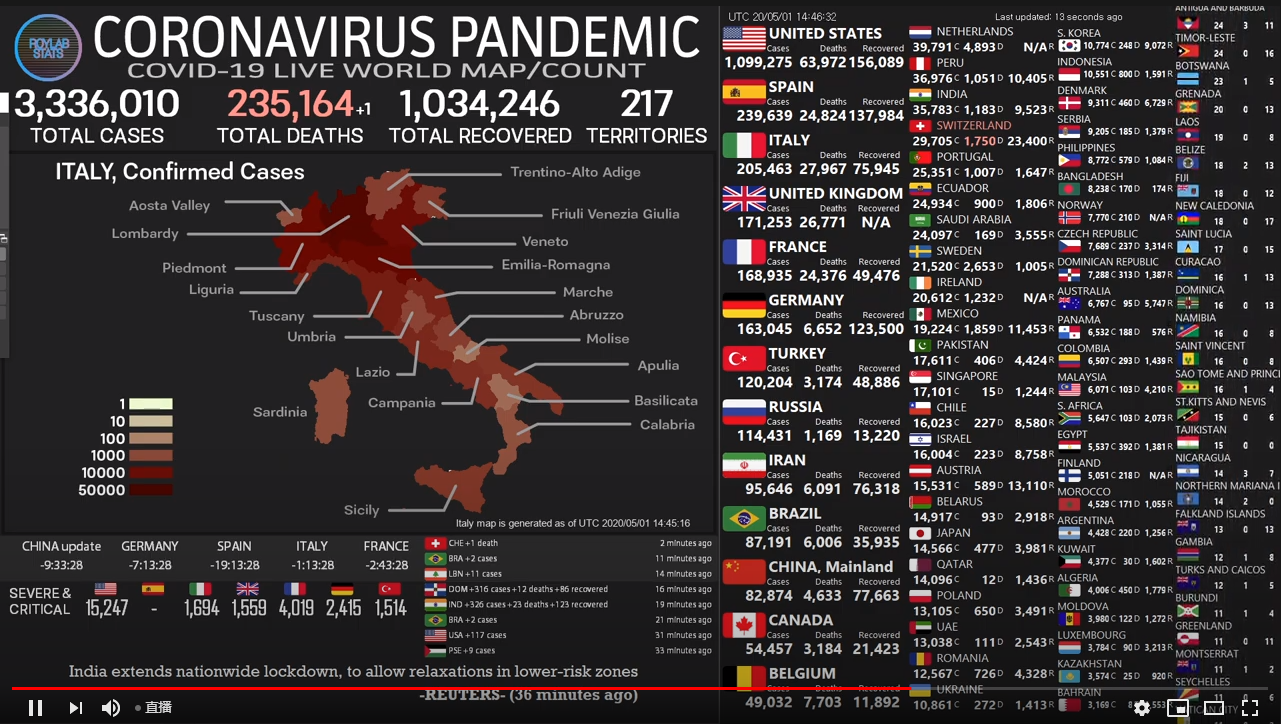 ROYLAB STATS
CORONAVIRUS PANDEMIC
COVID-19 LIVE WORLD MAP/COUNT
3,336,010 235,164+1 1,034,246 217
TOTAL CASES TOTAL DEATHS TOTAL RECOVERED TERRITORIES
ITALY, Confirmed Cases
Trentino-Alto Adige
Aosta Valley
Friuli Venezia Giulia
Lombardy
Veneto
Piedmont
Emilia-Romagna
Liguria
Marche
Tuscany
Abruzzo
Umbria
Molise
Lazio
Apulia
Campania
Basilicata
Sardinia
Calabria
Sicily
1
10
100
1000
10000
50000
Italy map is generated as of UTC 2020/05/01 14:45:16
CHINA update GERMANY SPAIN ITALY FRANCE
-9:33:28 -7:13:28 -19:13:28 -1:13:28 -2:43:28
SEVERE & CRITICAL
15,247 - 1,694 1,559 4,019 2,415 1,514
CHE +1 death 2 minutes ago
BRA +2 cases 11 minutes ago
LBN +11 cases 14 minutes ago
DOM +316 cases +12 deaths +86 recovered 16 minutes ago
IND +326 cases +23 deaths +123 recovered 19 minutes ago
BRA +2 cases 21 minutes ago
USA +117 cases 31 minutes ago
PSE +9 cases 33 minutes ago
India extends nationwide lockdown, to allow relaxations in lower-risk zones
-REUTERS- (36 minutes ago)
直播
UTC 20/05/01 14:46:32
Last updated: 13 seconds ago
UNITED STATES
Cases Deaths Recovered
1,099,275 63,972 156,089
SPAIN
Cases Deaths Recovered
239,639 24,824 137,984
ITALY
Cases Deaths Recovered
205,463 27,967 75,945
UNITED KINGDOM
Cases Deaths Recovered
171,253 26,771 N/A
FRANCE
Cases Deaths Recovered
168,935 24,376 49,476
GERMANY
Cases Deaths Recovered
163,045 6,652 123,500
TURKEY
Cases Deaths Recovered
120,204 3,174 48,886
RUSSIA
Cases Deaths Recovered
114,431 1,169 13,220
IRAN
Cases Deaths Recovered
95,646 6,091 76,318
BRAZIL
Cases Deaths Recovered
87,191 6,006 35,935
CHINA, Mainland
Cases Deaths Recovered
82,874 4,633 77,663
CANADA
Cases Deaths Recovered
54,457 3,184 21,423
BELGIUM
Cases Deaths Recovered
49,032 7,703 11,892
NETHERLANDS
39,791 C 4,893 D N/A R
PERU
36,976 C 1,051 D 10,405 R
INDIA
35,783 C 1,183 D 9,523 R
SWITZERLAND
29,705 C 1,750 D 23,400 R
PORTUGAL
25,351 C 1,007 D 1,647 R
ECUADOR
24,934 C 900 D 1,806 R
SAUDI ARABIA
24,097 C 169 D 3,555 R
SWEDEN
21,520 C 2,653 D 1,005 R
IRELAND
20,612 C 1,232 D N/A R
MEXICO
19,224 C 1,859 D 11,453 R
PAKISTAN
17,611 C 406 D 4,424 R
SINGAPORE
17,101 C 15 D 1,244 R
CHILE
16,023 C 227 D 8,580 R
ISRAEL
16,004 C 223 D 8,758 R
AUSTRIA
15,531 C 589 D 13,110 R
BELARUS
14,917 C 93 D 2,918 R
JAPAN
14,566 C 477 D 3,981 R
QATAR
14,096 C 12 D 1,436 R
POLAND
13,105 C 650 D 3,491 R
UAE
13,038 C 111 D 2,543 R
ROMANIA
12,567 C 726 D 4,328 R
UKRAINE
10,861 C 272 D 1,413 R
S. KOREA
10,774 C 248 D 9,072 R
INDONESIA
10,551 C 800 D 1,591 R
DENMARK
9,311 C 460 D 6,729 R
SERBIA
9,205 C 185 D 1,379 R
PHILIPPINES
8,772 C 579 D 1,084 R
BANGLADESH
8,238 C 170 D 174 R
NORWAY
7,770 C 210 D N/A R
CZECH REPUBLIC
7,689 C 237 D 3,314 R
DOMINICAN REPUBLIC
7,288 C 313 D 1,387 R
AUSTRALIA
6,767 C 95 D 5,747 R
PANAMA
6,532 C 188 D 576 R
COLOMBIA
6,507 C 293 D 1,439 R
MALAYSIA
6,071 C 103 D 4,210 R
S. AFRICA
5,647 C 103 D 2,073 R
EGYPT
5,537 C 392 D 1,381 R
FINLAND
5,051 C 218 D N/A R
MOROCCO
4,529 C 171 D 1,055 R
ARGENTINA
4,428 C 220 D 1,256 R
KUWAIT
4,377 C 30 D 1,602 R
ALGERIA
4,006 C 450 D 1,779 R
MOLDOVA
3,980 C 122 D 1,272 R
LUXEMBOURG
3,784 C 90 D 3,213 R
KAZAKHSTAN
3,574 C 25 D 920 R
BAHRAIN
3,169 C 8
ANTIGUA AND BARBUDA
24 3 11
TIMOR-LESTE
24 0 16
BOTSWANA
23 1 5
GRENADA
20 0 13
LAOS
19 0 8
BELIZE
18 2 13
FIJI
18 0 12
NEW CALEDONIA
18 0 17
SAINT LUCIA
17 0 15
CURACAO
16 1 13
DOMINICA
16 0 13
NAMIBIA
16 0 8
SAINT VINCENT
16 0 8
SAO TOME AND PRINCI
16 1 4
ST.KITTS AND NEVIS
15 0 6
TAJIKISTAN
15 0 0
NICARAGUA
14 3 7
NORTHERN MARIANA I
14 2
FALKLAND ISLANDS
13 0 13
GAMBIA
12 1 8
TURKS AND CAICOS
12 1 5
BURUNDI
11 1 4
GREENLAND
11 0 11
MONTSERRAT
11 1 2
SEYCHELLES
11 0 6